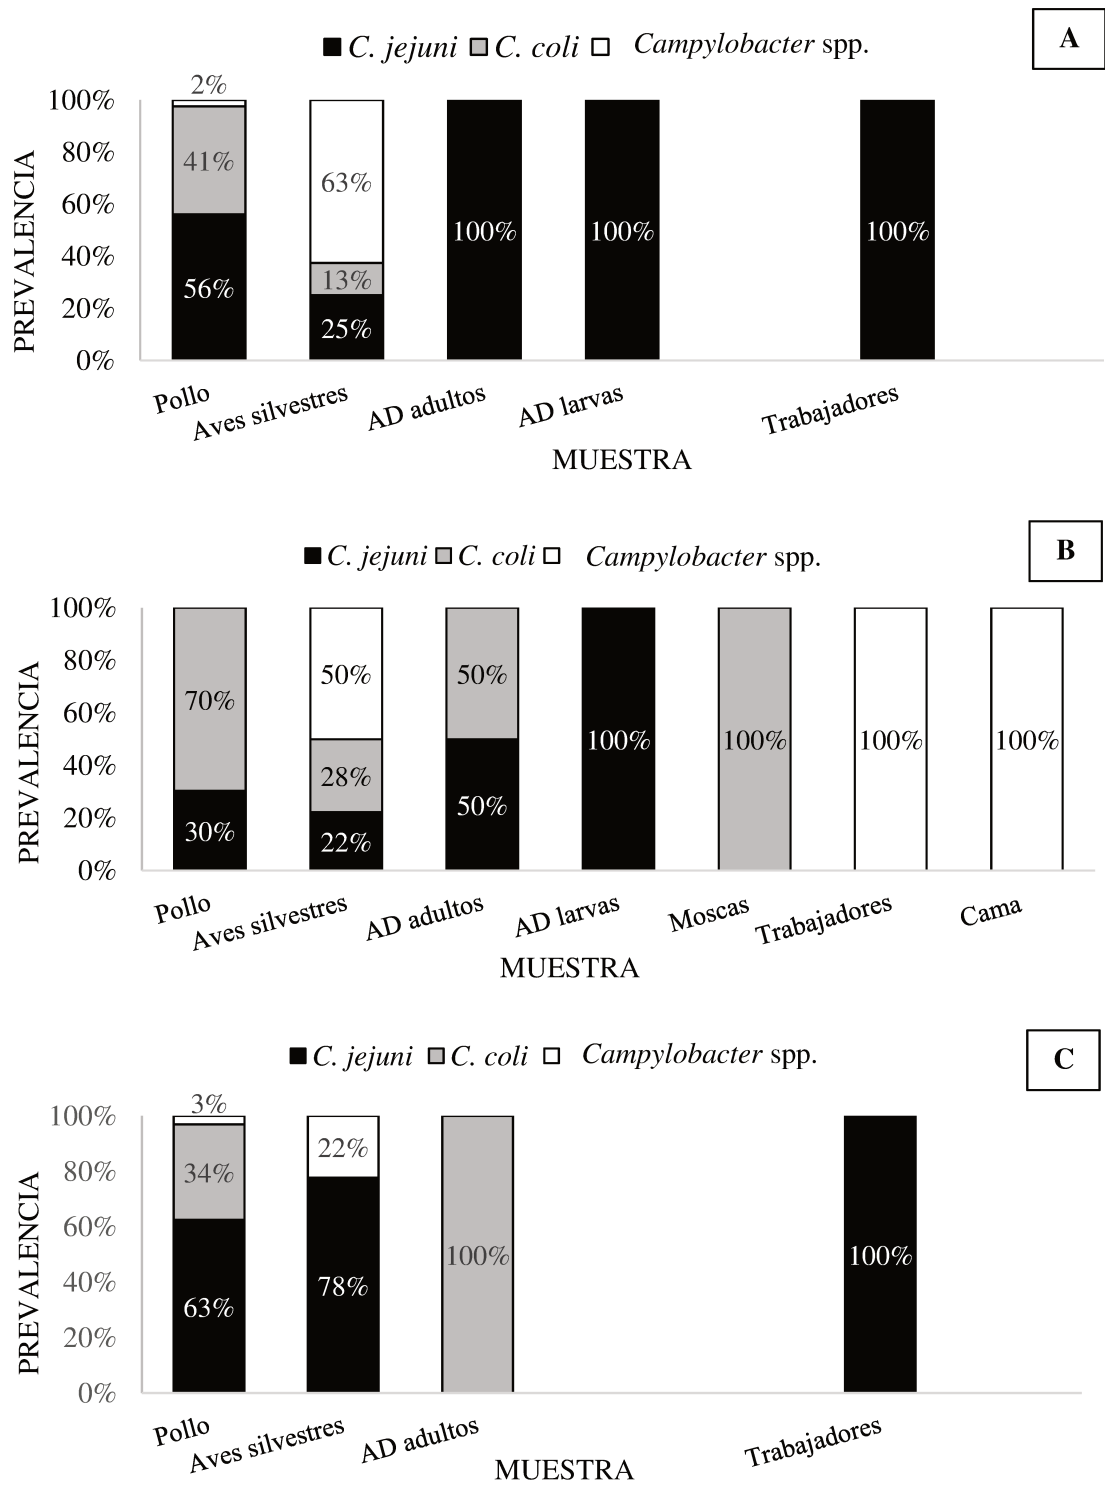 C. jejuni C. coli Campylobacter spp.
A
2%
100%
80%
60%
40%
20%
0%
PREVALENCIA
41%
56%
63%
13%
25%
100%
100%
100%
Pollo
Aves silvestres
AD adultos
AD larvas
Trabajadores
MUESTRA
C. jejuni C. coli Campylobacter spp.
B
100%
80%
60%
40%
20%
0%
PREVALENCIA
70%
30%
50%
28%
22%
50%
50%
100%
100%
100%
100%
Pollo
Aves silvestres
AD adultos
AD larvas
Moscas
Trabajadores
Cama
MUESTRA
C. jejuni C. coli Campylobacter spp.
C
3%
100%
80%
60%
40%
20%
0%
PREVALENCIA
34%
63%
22%
78%
100%
100%
Pollo
Aves silvestres
AD adultos
Trabajadores
MUESTRA